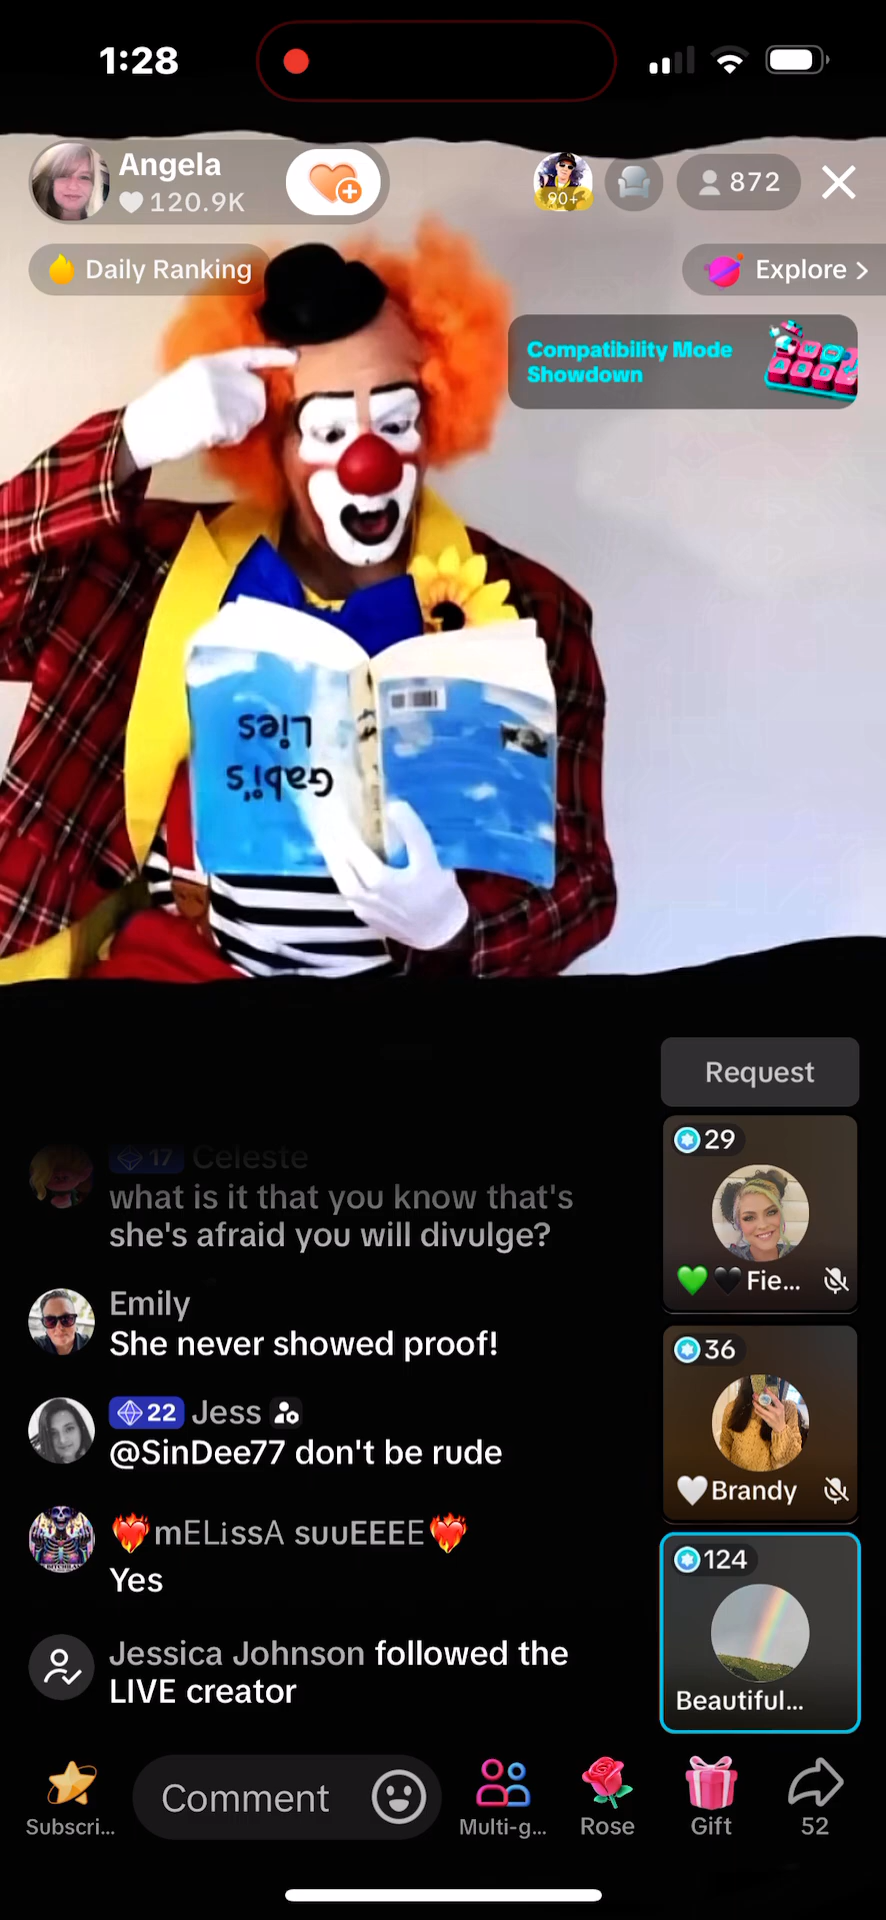 1:28
Angela
120.9K
90+
872
Daily Ranking
Explore >
Compatibility Mode
Showdown
Gabi's
Lies
Request
17 Celeste
what is it that you know that's
she's afraid you will divulge?
Emily
She never showed proof!
22 Jess
@SinDee77 don't be rude
mELissA suuEEEE
Yes
Jessica Johnson followed the
LIVE creator
29
Fie...
36
Brandy
124
Beautiful...
Subscri...
Comment
Multi-g...
Rose
Gift
52